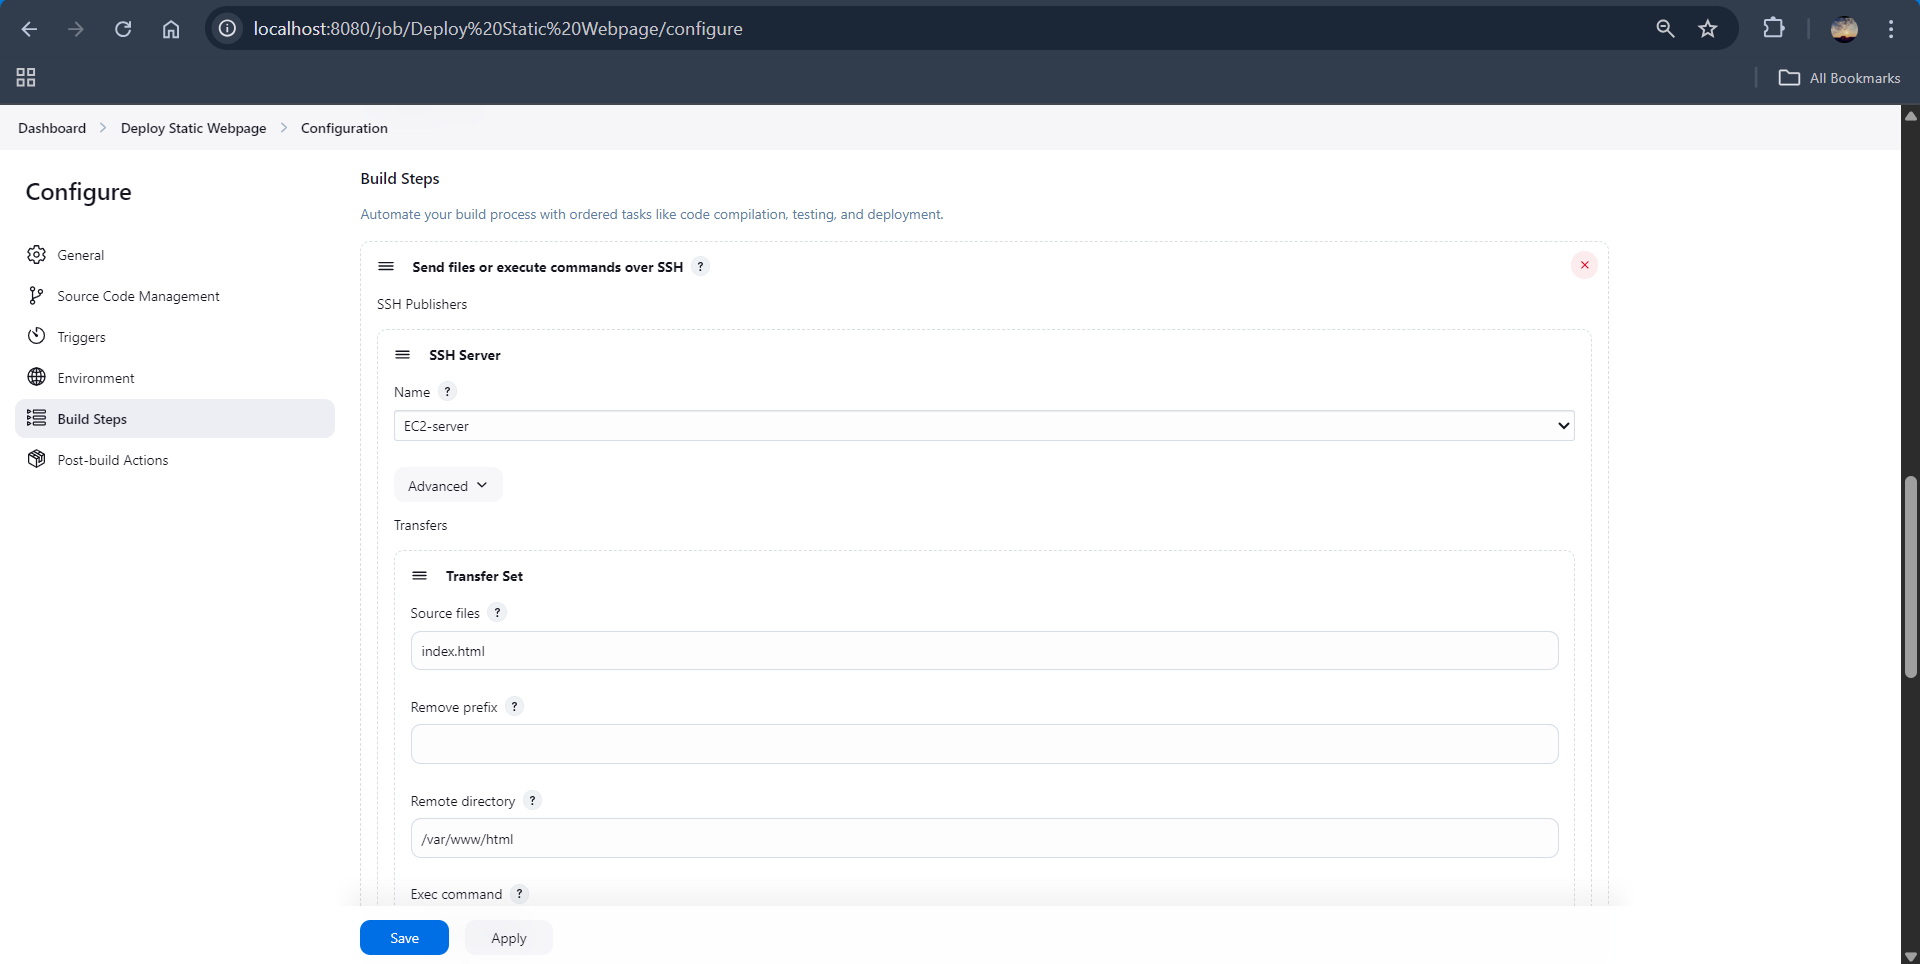 localhost:8080/job/Deploy%20Static%20Webpage/configure
All Bookmarks
Dashboard > Deploy Static Webpage > Configuration
Configure
General
Source Code Management
Triggers
Environment
Build Steps
Post-build Actions
Build Steps
Automate your build process with ordered tasks like code compilation, testing, and deployment.
Send files or execute commands over SSH ?
SSH Publishers
SSH Server
Name ?
EC2-server
Advanced
Transfers
Transfer Set
Source files ?
index.html
Remove prefix ?
Remote directory ?
/var/www/html
Exec command ?
Save Apply